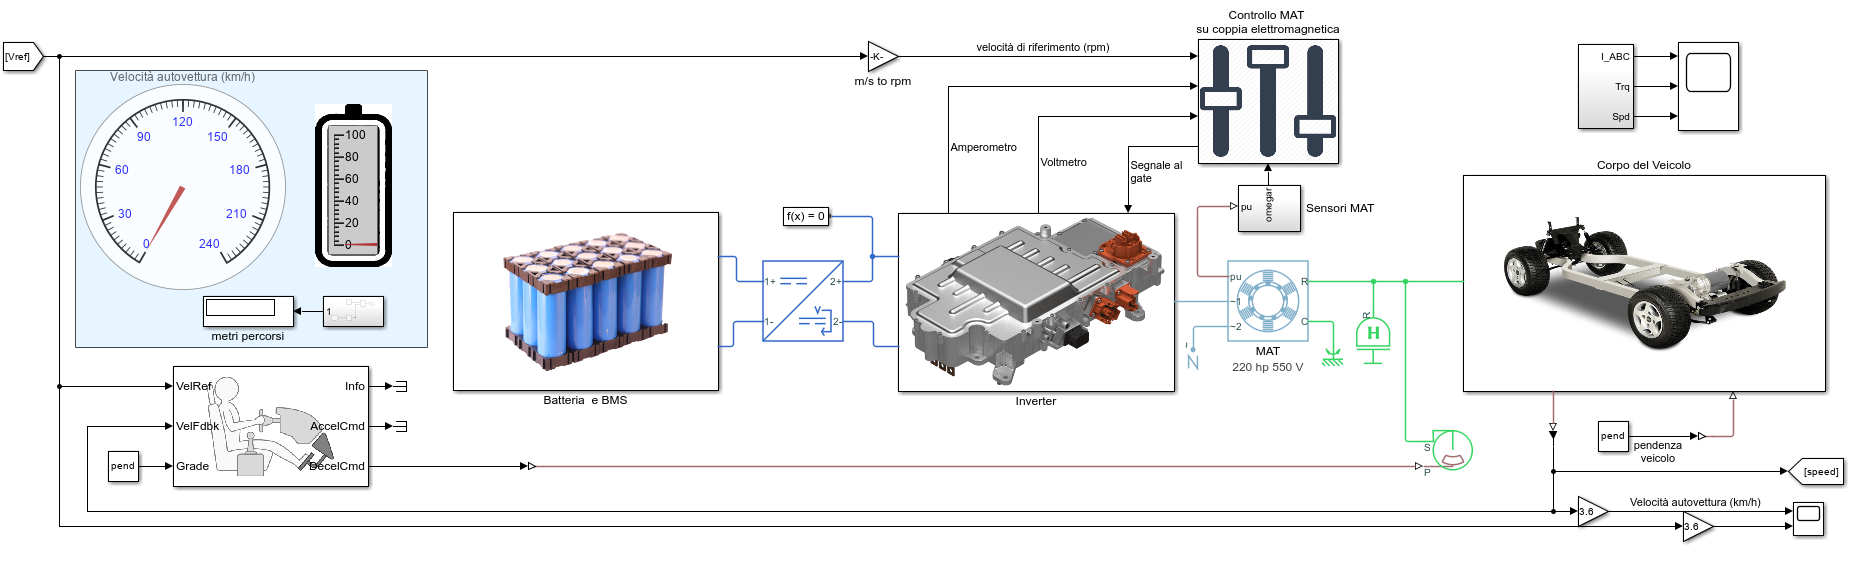 Controllo MAT
su coppia elettromagnetica
[Vref]
-K-
m/s to rpm
velocità di riferimento (rpm)
I_ABC
Trq
Spd
Velocità autovettura (km/h)
0
30
60
90
120
150
180
210
240
100
80
60
40
20
0
metri percorsi
1
Amperometro
Voltmetro
Segnale al
gate
pu
omegar
Sensori MAT
Corpo del Veicolo
f(x) = 0
1+
1-
2+
2-
V
pu
~1
~2
R
C
~
N
MAT
220 hp 550 V
R
H
Batteria e BMS
Inverter
VelRef
VelFdbk
Grade
Info
AccelCmd
DecelCmd
pend
S
P
pend
pendenza
veicolo
[speed]
3.6
Velocità autovettura (km/h)
3.6